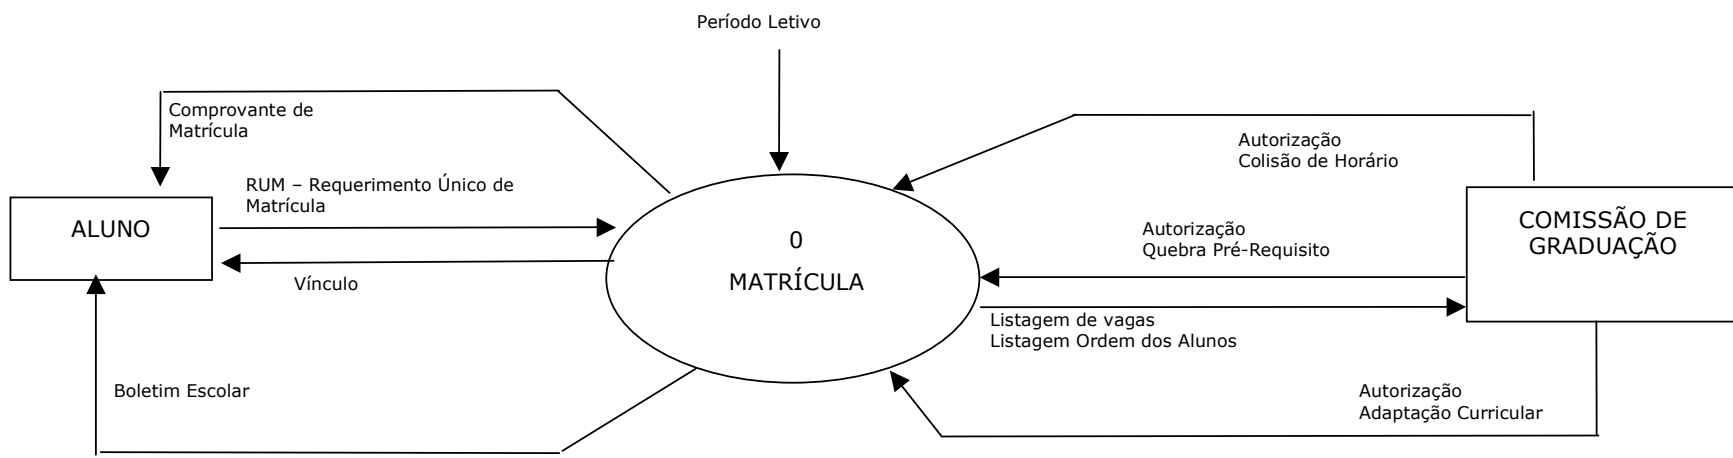 Período Letivo
Comprovante de
Matrícula
Autorização
Colisão de Horário
RUM – Requerimento Único de
Matrícula
ALUNO
0
MATRÍCULA
Autorização
Quebra Pré-Requisito
COMISSÃO DE
GRADUAÇÃO
Vínculo
Listagem de vagas
Listagem Ordem dos Alunos
Boletim Escolar
Autorização
Adaptação Curricular